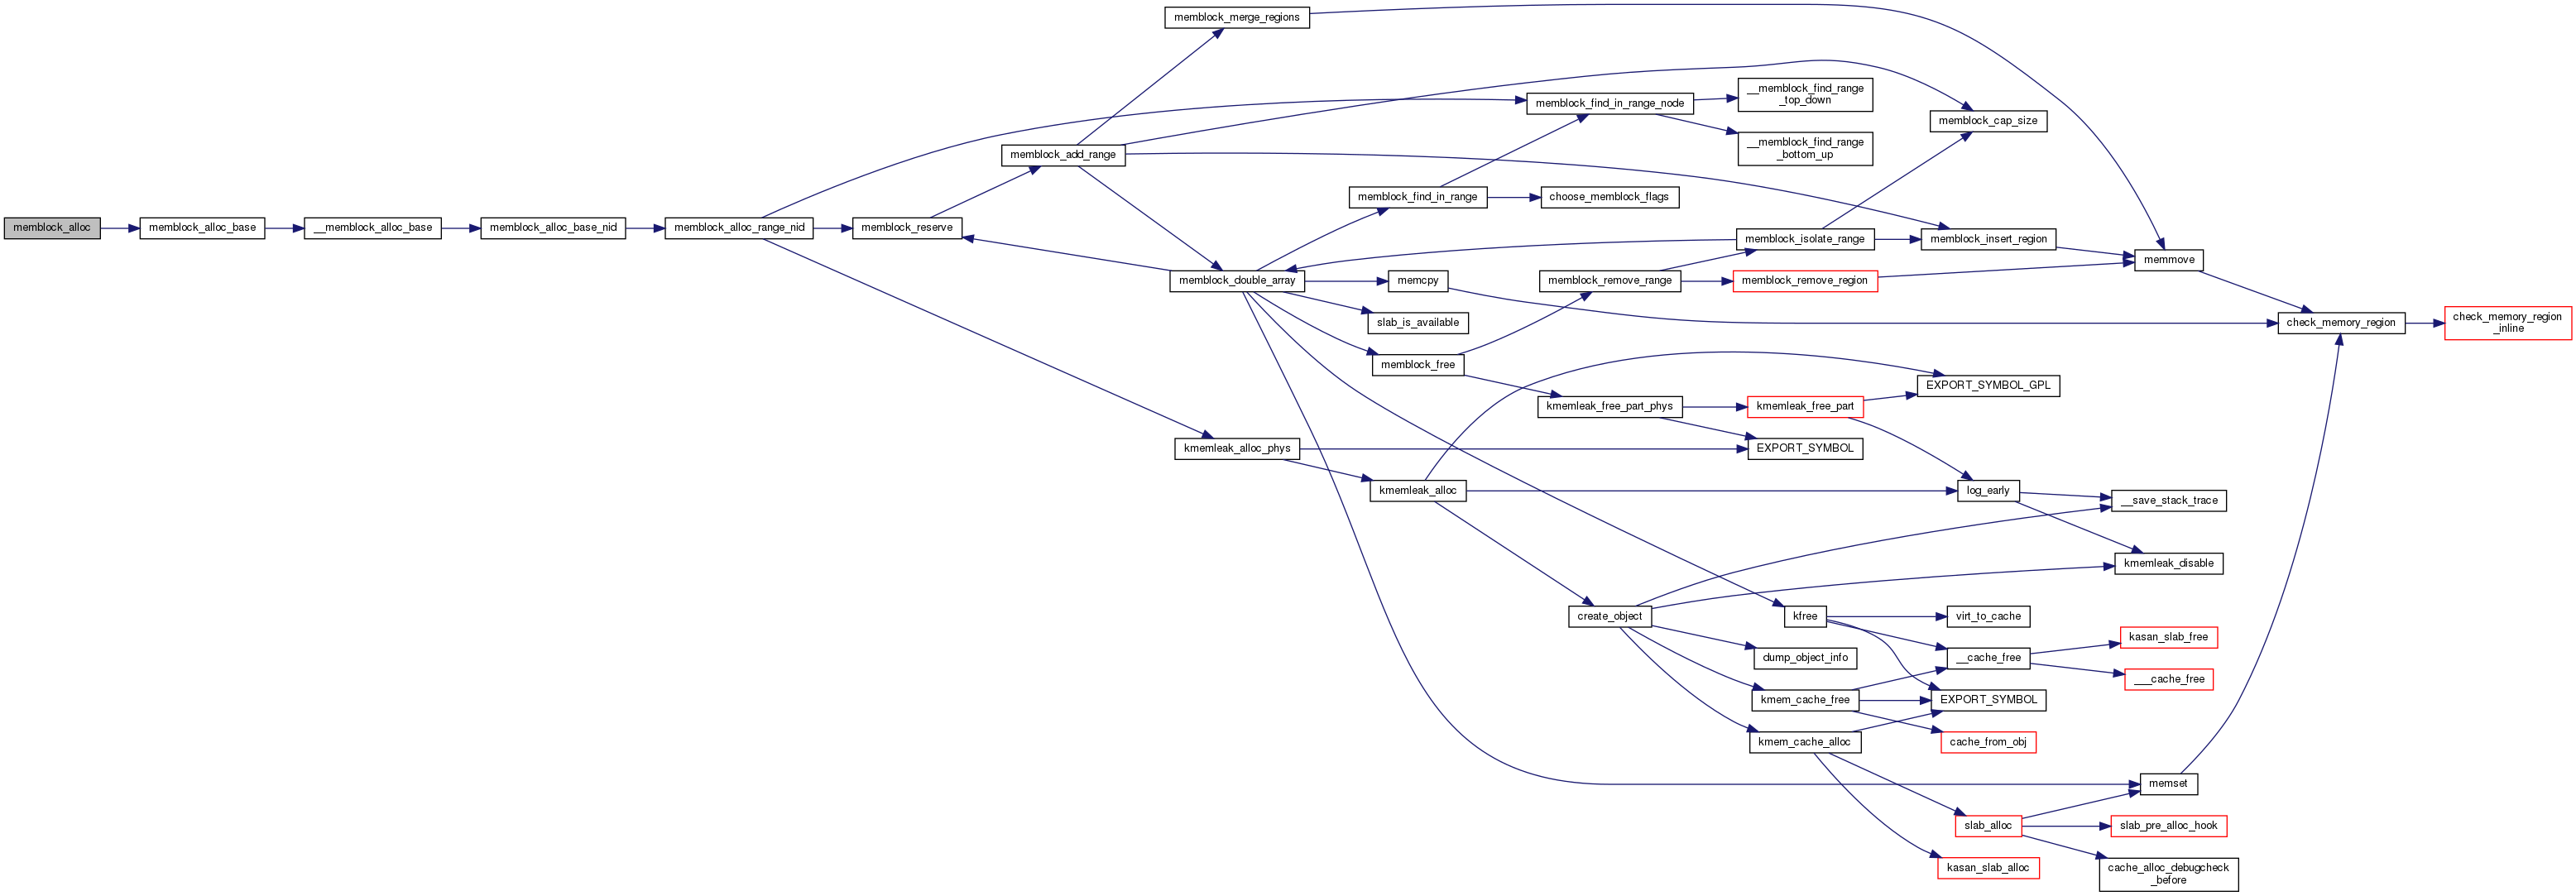 memblock_merge_regions
__memblock_find_range
_top_down
memblock_find_in_range_node
memblock_cap_size
__memblock_find_range
_bottom_up
memblock_add_range
memblock_find_in_range
choose_memblock_flags
memblock_alloc
memblock_alloc_base
__memblock_alloc_base
memblock_alloc_base_nid
memblock_alloc_range_nid
memblock_reserve
memblock_isolate_range
memblock_insert_region
memmove
memblock_double_array
memcpy
memblock_remove_range
memblock_remove_region
slab_is_available
check_memory_region
check_memory_region
_inline
memblock_free
EXPORT_SYMBOL_GPL
kmemleak_free_part_phys
kmemleak_free_part
kmemleak_alloc_phys
EXPORT_SYMBOL
kmemleak_alloc
log_early
__save_stack_trace
kmemleak_disable
create_object
kfree
virt_to_cache
kasan_slab_free
dump_object_info
__cache_free
___cache_free
kmem_cache_free
EXPORT_SYMBOL
kmem_cache_alloc
cache_from_obj
memset
slab_alloc
slab_pre_alloc_hook
kasan_slab_alloc
cache_alloc_debugcheck
_before